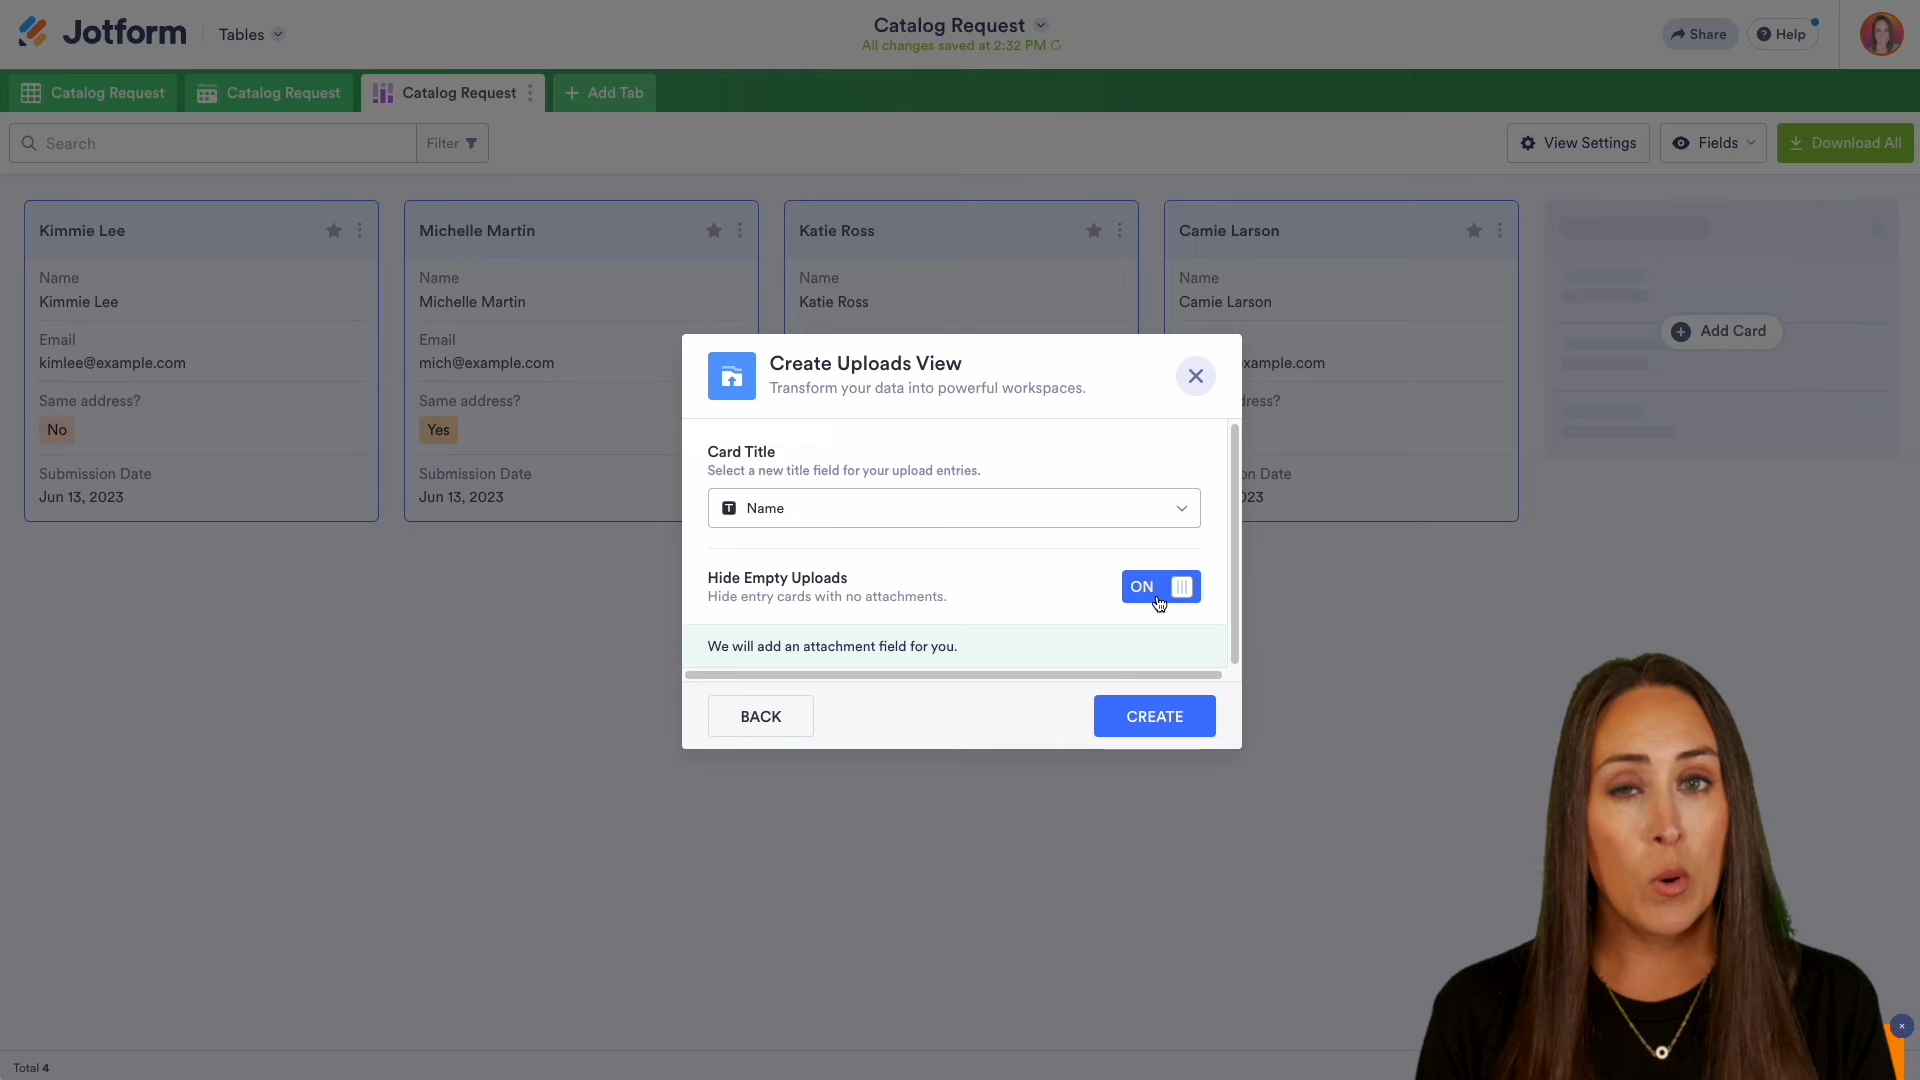 Jotform
Tables
Catalog Request
All changes saved at 2:32 PM
Share
Help
Catalog Request
Catalog Request
Catalog Request
+ Add Tab
Search
Filter
View Settings
Fields
Download All
Kimmie Lee
Name
Kimmie Lee
Email
kimlee@example.com
Same address?
No
Submission Date
Jun 13, 2023
Michelle Martin
Name
Michelle Martin
Email
mich@example.com
Same address?
Yes
Submission Date
Jun 13, 2023
Katie Ross
Name
Katie Ross
Camie Larson
Name
Camie Larson
example.com
dress?
on Date
023
Add Card
Create Uploads View
Transform your data into powerful workspaces.
Card Title
Select a new title field for your upload entries.
T Name
Hide Empty Uploads
Hide entry cards with no attachments.
ON
We will add an attachment field for you.
BACK
CREATE
Total 4